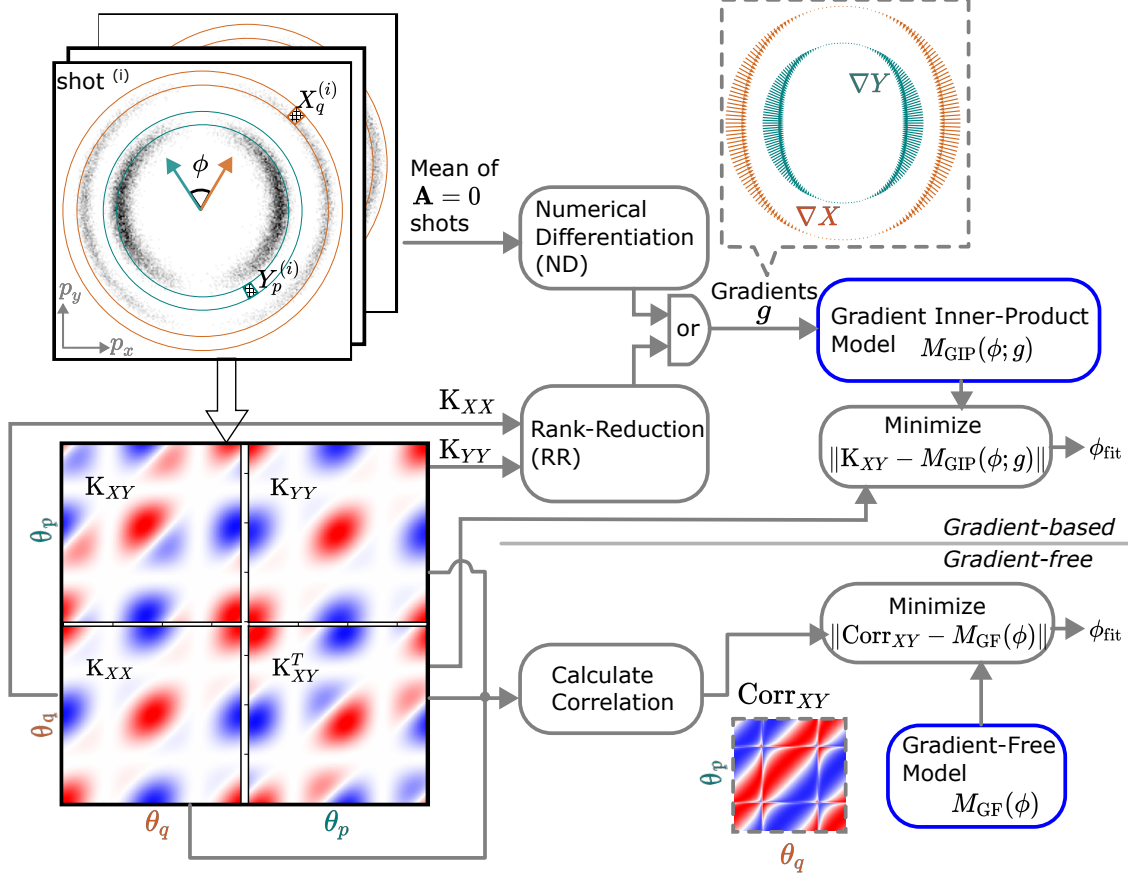 shot (i)
X_q^(i)
ϕ
Y_p^(i)
p_y
p_x
Mean of
A = 0
shots
Numerical
Differentiation
(ND)
∇Y
∇X
Gradients
g
or
Gradient Inner-Product
Model M_GIP(ϕ; g)
K_XX
K_YY
Rank-Reduction
(RR)
Minimize
‖K_XY − M_GIP(ϕ; g)‖
ϕ_fit
Gradient-based
Gradient-free
K_XY
K_YY
θ_p
K_XX
K_XY^T
θ_q
θ_q
θ_p
Calculate
Correlation
Corr_XY
θ_p
θ_q
Minimize
‖Corr_XY − M_GF(ϕ)‖
ϕ_fit
Gradient-Free
Model
M_GF(ϕ)